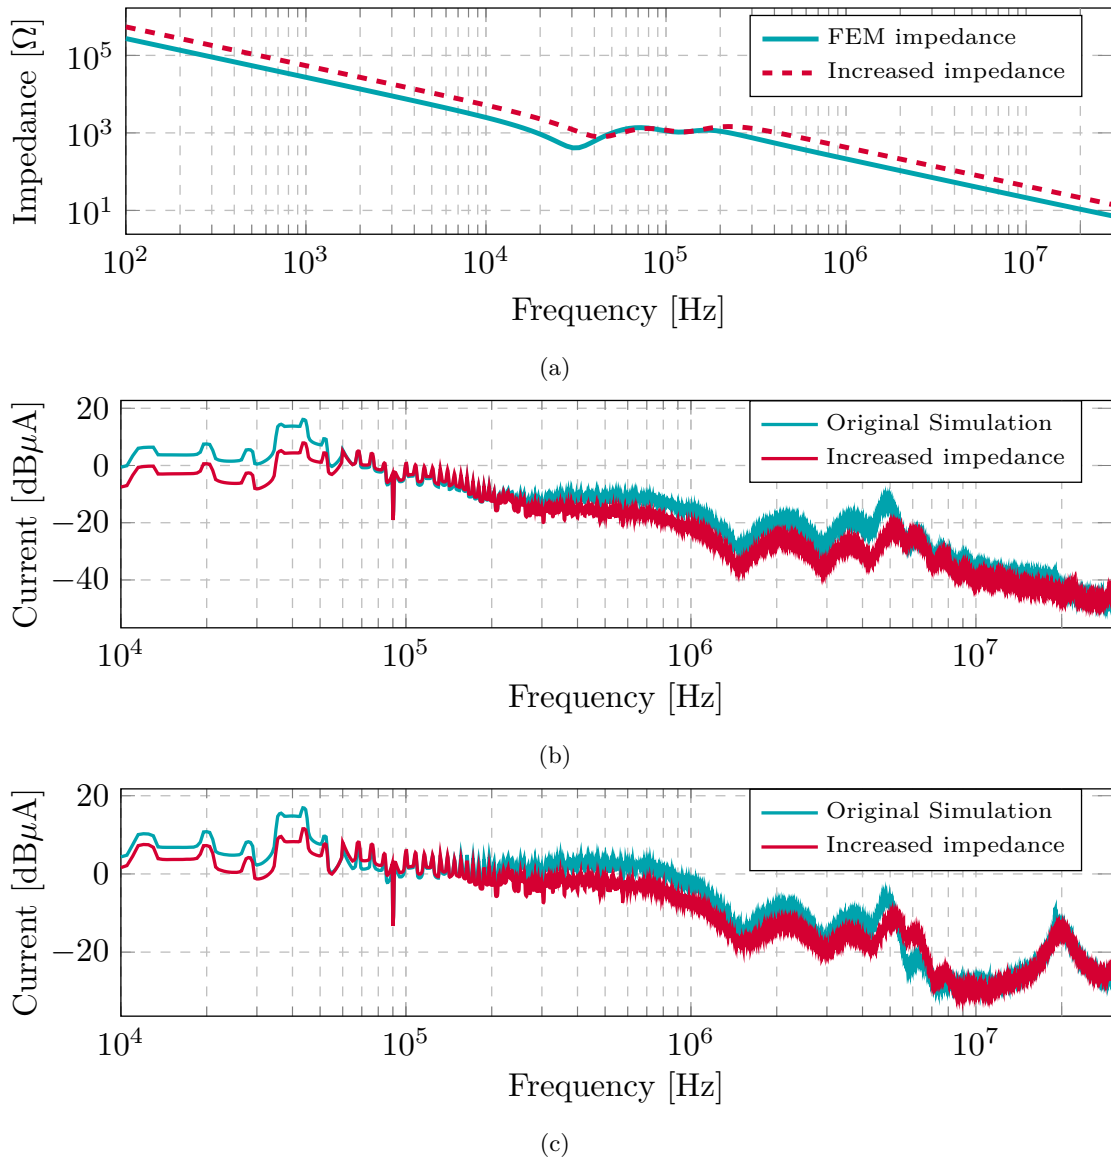 Impedance [Ω]
10^5
10^3
10^1
FEM impedance
Increased impedance
10^2 10^3 10^4 10^5 10^6 10^7
Frequency [Hz]
(a)
Current [dBμA]
20
0
−20
−40
Original Simulation
Increased impedance
10^4 10^5 10^6 10^7
Frequency [Hz]
(b)
Current [dBμA]
20
0
−20
Original Simulation
Increased impedance
10^4 10^5 10^6 10^7
Frequency [Hz]
(c)